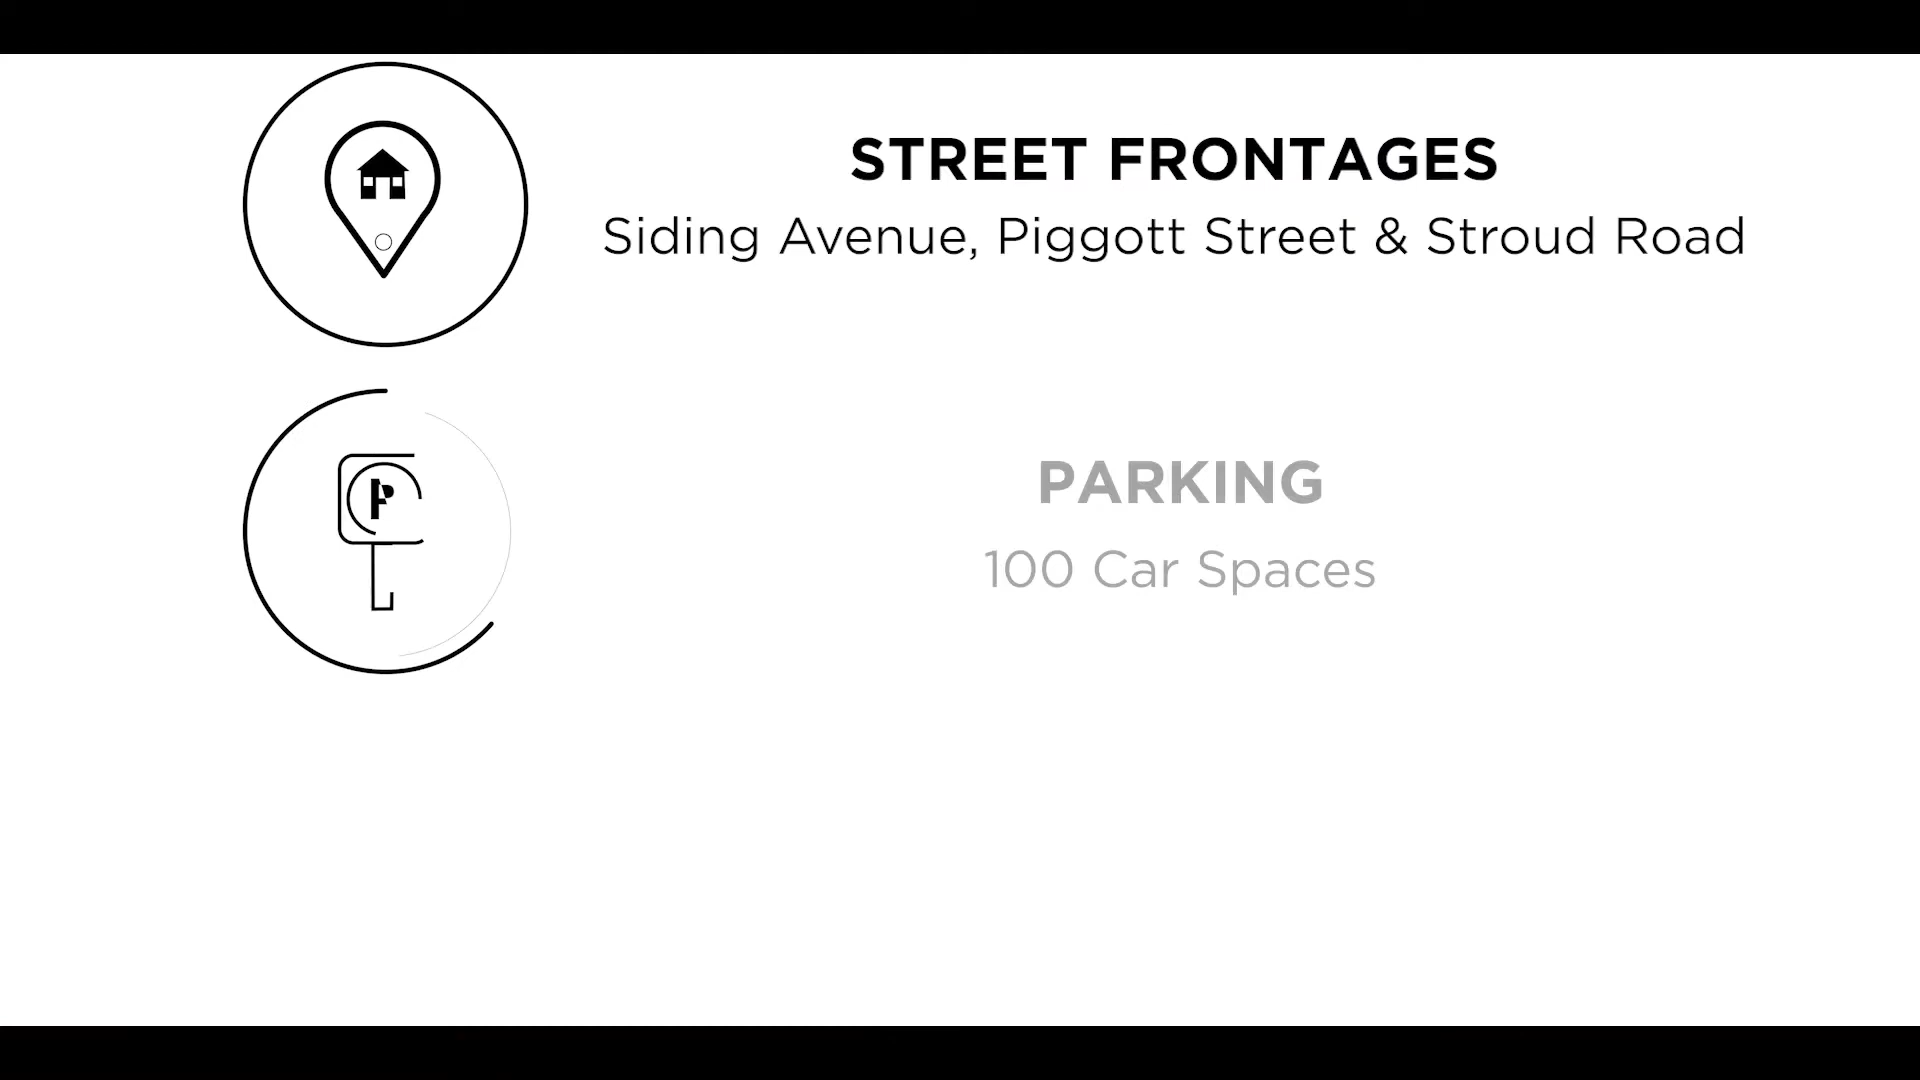 STREET FRONTAGES
Siding Avenue, Piggott Street & Stroud Road
P
PARKING
100 Car Spaces